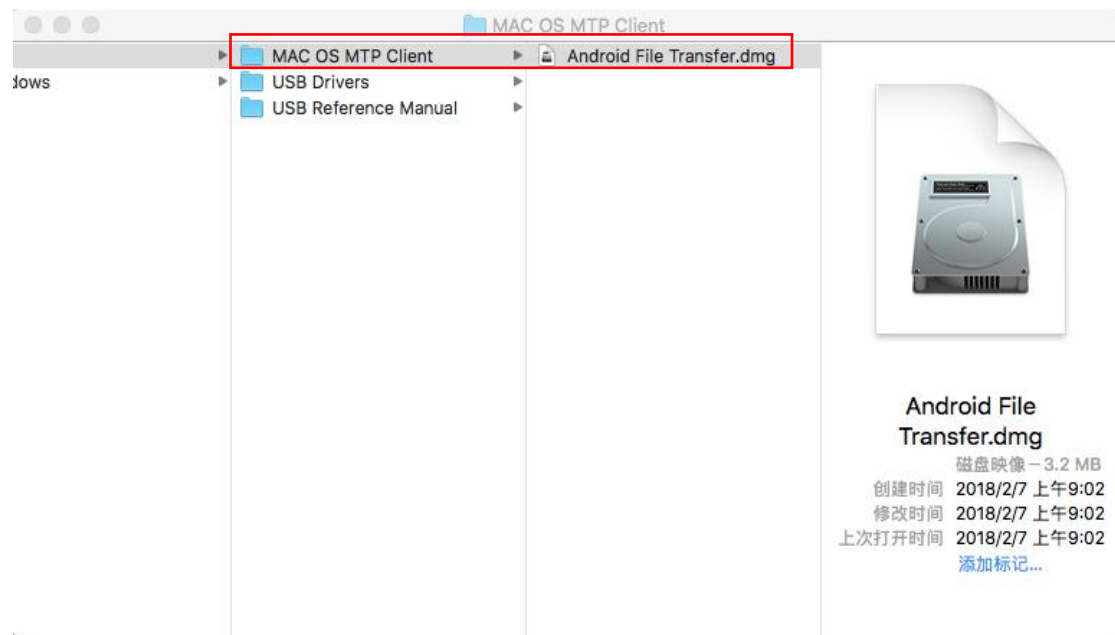 MAC OS MTP Client
MAC OS MTP Client
Android File Transfer.dmg
dows
USB Drivers
USB Reference Manual
Android File
Transfer.dmg
磁盘映像 – 3.2 MB
创建时间 2018/2/7 上午9:02
修改时间 2018/2/7 上午9:02
上次打开时间 2018/2/7 上午9:02
添加标记...